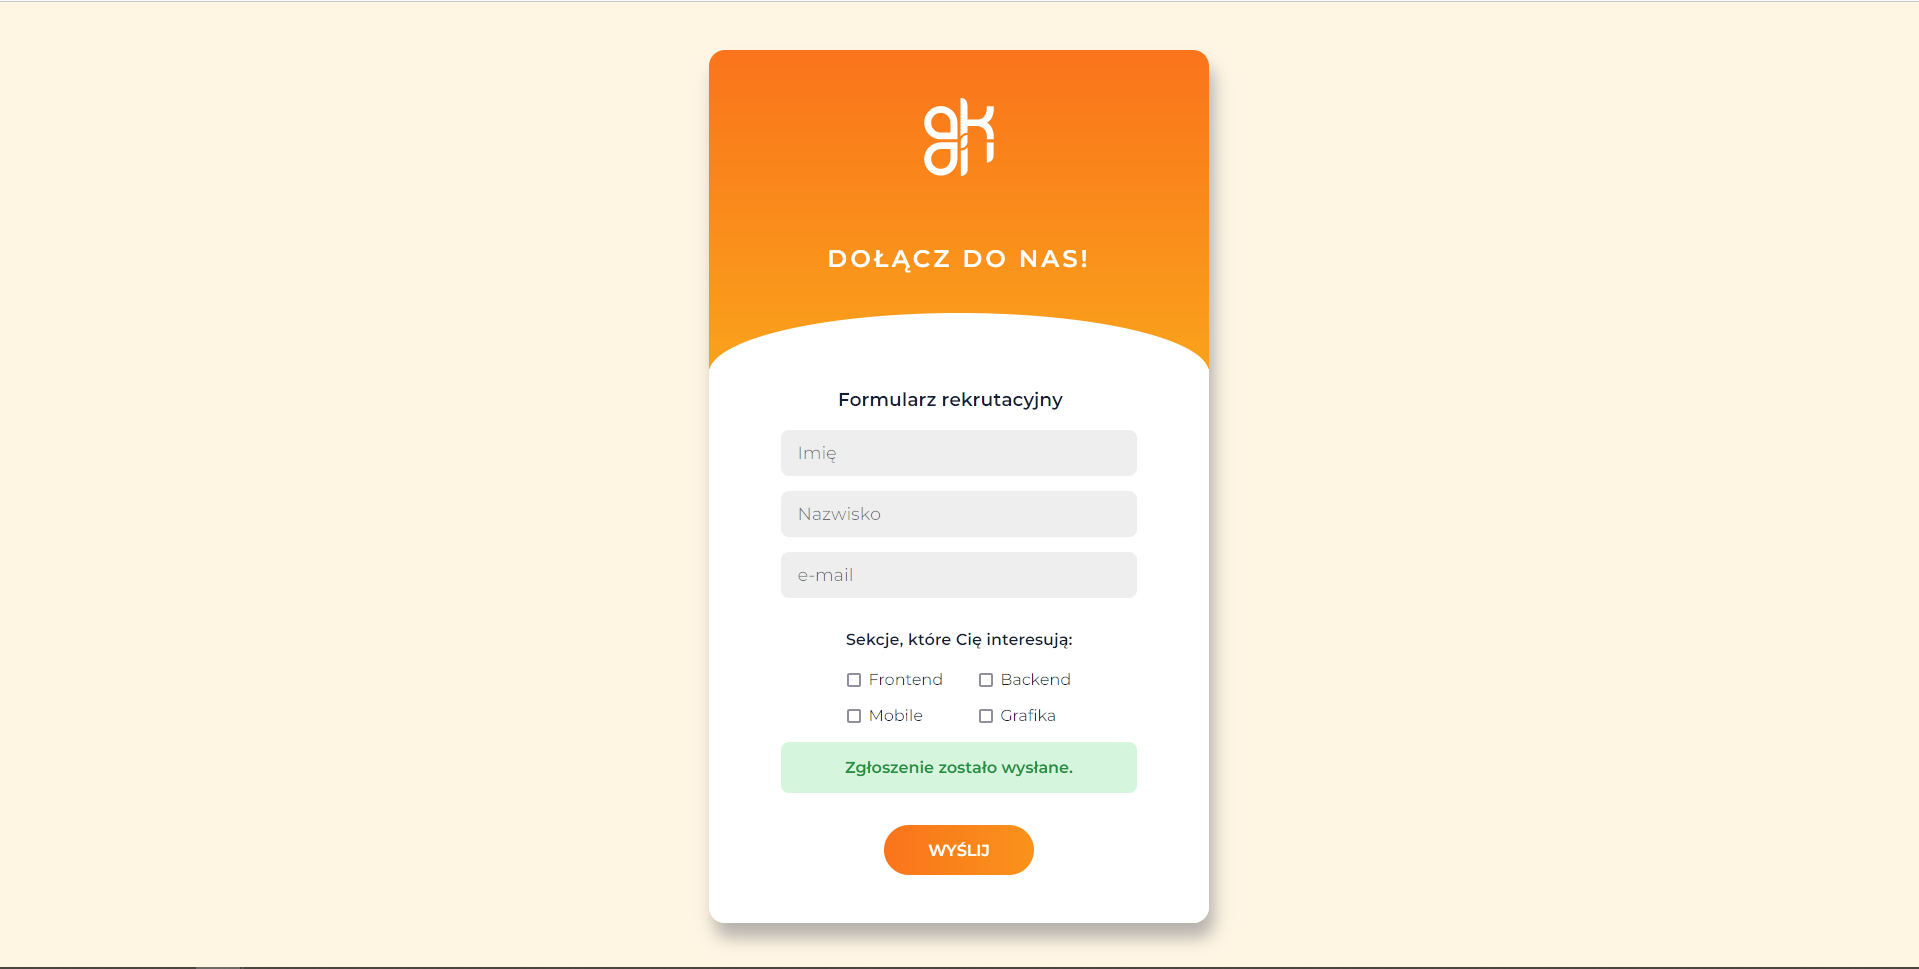 DOŁĄCZ DO NAS!
Formularz rekrutacyjny
Imię
Nazwisko
e-mail
Sekcje, które Cię interesują:
Frontend Backend
Mobile Grafika
Zgłoszenie zostało wysłane.
WYŚLIJ